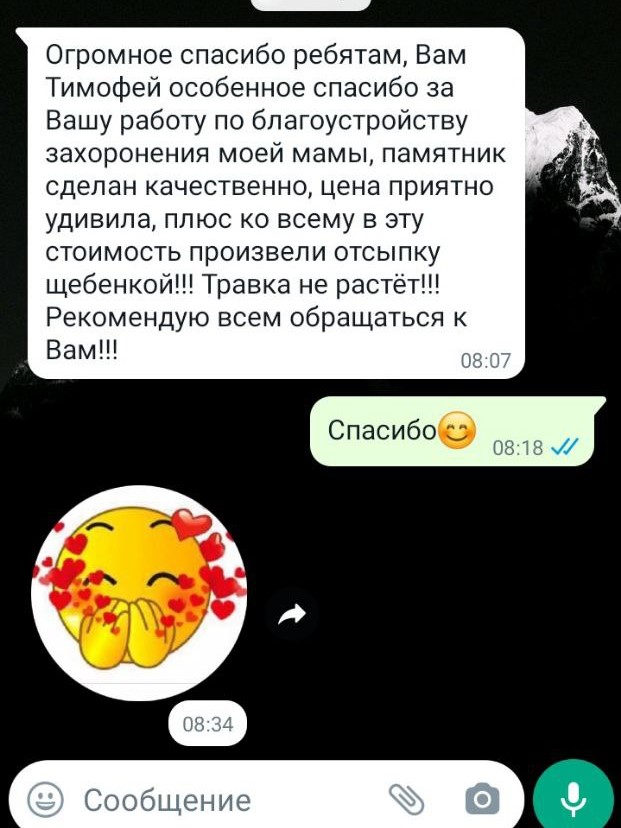 Огромное спасибо ребятам, Вам
Тимофей особенное спасибо за
Вашу работу по благоустройству
захоронения моей мамы, памятник
сделан качественно, цена приятно
удивила, плюс ко всему в эту
стоимость произвели отсыпку
щебенкой!!! Травка не растёт!!!
Рекомендую всем обращаться к
Вам!!!
08:07
Спасибо😊
08:18
08:34
Сообщение